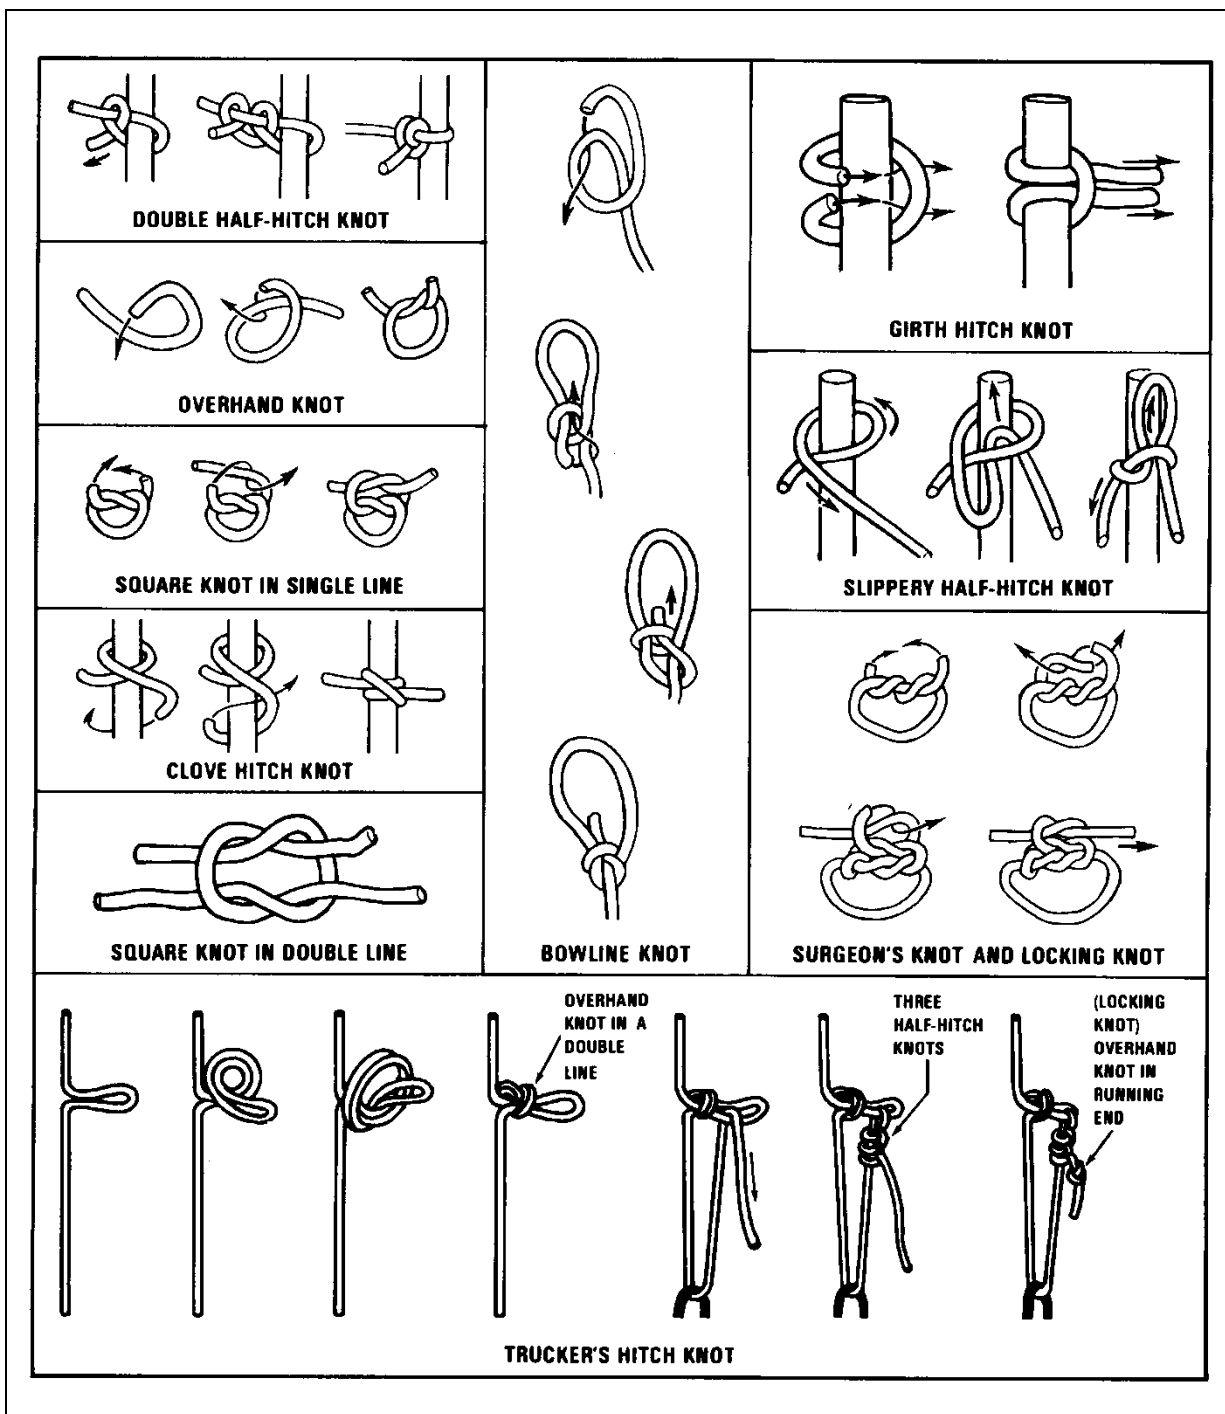 DOUBLE HALF-HITCH KNOT
OVERHAND KNOT
SQUARE KNOT IN SINGLE LINE
CLOVE HITCH KNOT
SQUARE KNOT IN DOUBLE LINE
BOWLINE KNOT
GIRTH HITCH KNOT
SLIPPERY HALF-HITCH KNOT
SURGEON'S KNOT AND LOCKING KNOT
OVERHAND
KNOT IN A
DOUBLE
LINE
THREE
HALF-HITCH
KNOTS
(LOCKING
KNOT)
OVERHAND
KNOT IN
RUNNING
END
TRUCKER'S HITCH KNOT